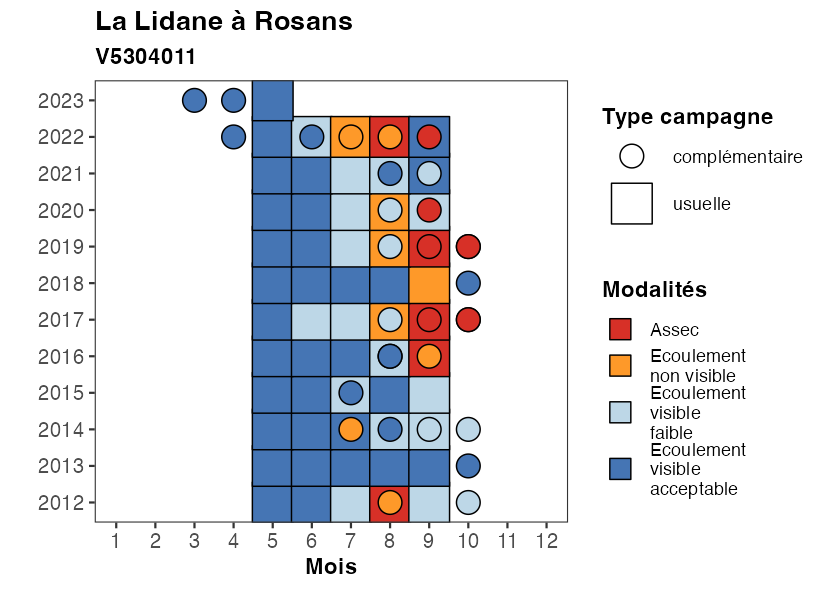 La Lidane à Rosans
V5304011
2023
2022
2021
2020
2019
2018
2017
2016
2015
2014
2013
2012
1 2 3 4 5 6 7 8 9 10 11 12
Mois
Type campagne
complémentaire
usuelle
Modalités
Assec
Ecoulement
non visible
Ecoulement
visible
faible
Ecoulement
visible
acceptable